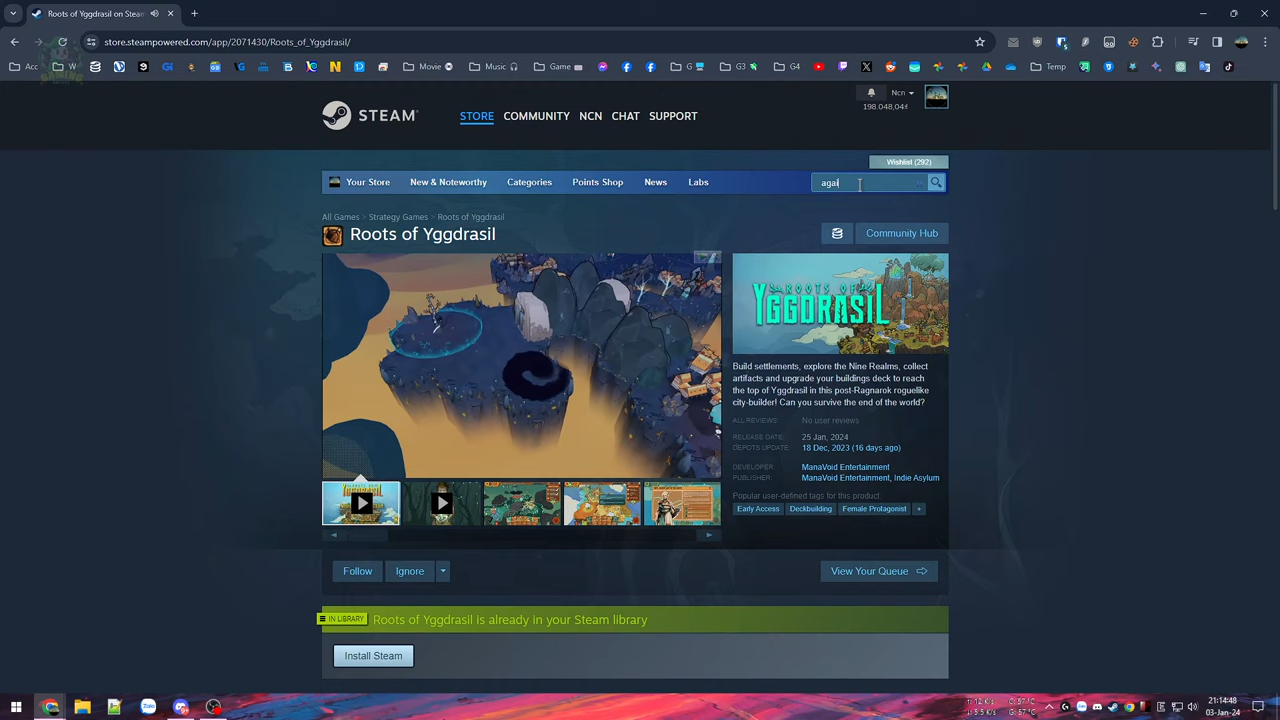 Roots of Yggdrasil on Steam
store.steampowered.com/app/2071430/Roots_of_Yggdrasil/
Movie
Music
Game
G
G3
G4
Temp
STEAM
STORE
COMMUNITY
NCN
CHAT
SUPPORT
Ncn
198.048,04₫
Wishlist (292)
Your Store
New & Noteworthy
Categories
Points Shop
News
Labs
agai
All Games > Strategy Games > Roots of Yggdrasil
Roots of Yggdrasil
Community Hub
ROOTS OF
YGGDRASIL
Build settlements, explore the Nine Realms, collect
artifacts and upgrade your buildings deck to reach
the top of Yggdrasil in this post-Ragnarok roguelike
city-builder! Can you survive the end of the world?
ALL REVIEWS: No user reviews
RELEASE DATE: 25 Jan, 2024
DEPOTS UPDATE: 18 Dec, 2023 (16 days ago)
DEVELOPER: ManaVoid Entertainment
PUBLISHER: ManaVoid Entertainment, Indie Asylum
Popular user-defined tags for this product:
Early Access
Deckbuilding
Female Protagonist
+
Follow
Ignore
View Your Queue
IN LIBRARY
Roots of Yggdrasil is already in your Steam library
Install Steam
21:14:48
03-Jan-24